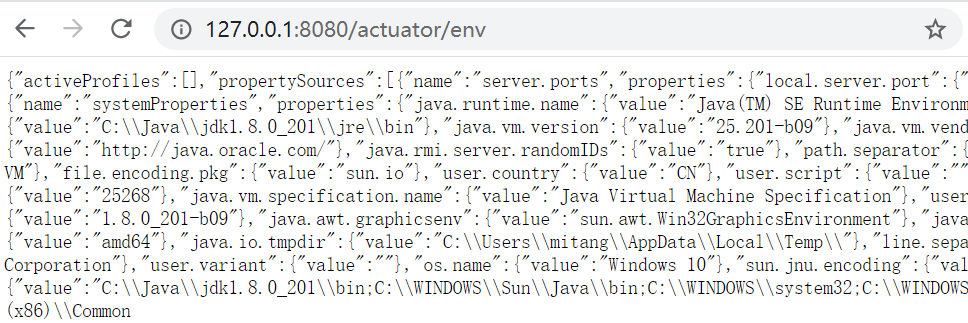 127.0.0.1:8080/actuator/env
{"activeProfiles":[],"propertySources":[{"name":"server.ports","properties":{"local.server.port":{"
{"name":"systemProperties","properties":{"java.runtime.name":{"value":"Java(TM) SE Runtime Environm
{"value":"C:\\Java\\jdk1.8.0_201\\jre\\bin"},"java.vm.version":{"value":"25.201-b09"},"java.vm.vend
{"value":"http://java.oracle.com/"},"java.rmi.server.randomIDs":{"value":"true"},"path.separator":{
VM"},"file.encoding.pkg":{"value":"sun.io"},"user.country":{"value":"CN"},"user.script":{"value":""
{"value":"25268"},"java.vm.specification.name":{"value":"Java Virtual Machine Specification"},"user
{"value":"1.8.0_201-b09"},"java.awt.graphicsenv":{"value":"sun.awt.Win32GraphicsEnvironment"},"java
{"value":"amd64"},"java.io.tmpdir":{"value":"C:\\Users\\mitang\\AppData\\Local\\Temp\\"},"line.sepa
Corporation"},"user.variant":{"value":""},"os.name":{"value":"Windows 10"},"sun.jnu.encoding":{"val
{"value":"C:\\Java\\jdk1.8.0_201\\bin;C:\\WINDOWS\\Sun\\Java\\bin;C:\\WINDOWS\\system32;C:\\WINDOWS
(x86)\\Common